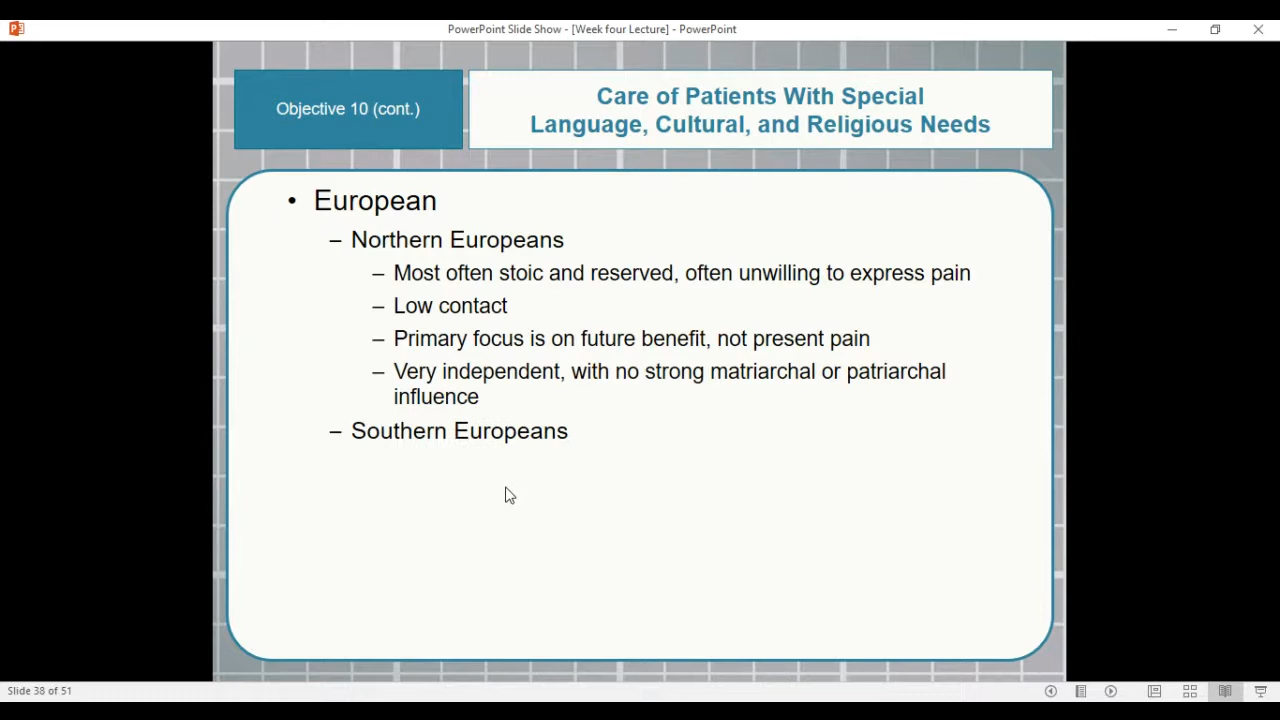 PowerPoint Slide Show - [Week four Lecture] - PowerPoint
Objective 10 (cont.)
Care of Patients With Special
Language, Cultural, and Religious Needs
• European
– Northern Europeans
– Most often stoic and reserved, often unwilling to express pain
– Low contact
– Primary focus is on future benefit, not present pain
– Very independent, with no strong matriarchal or patriarchal
influence
– Southern Europeans
Slide 38 of 51